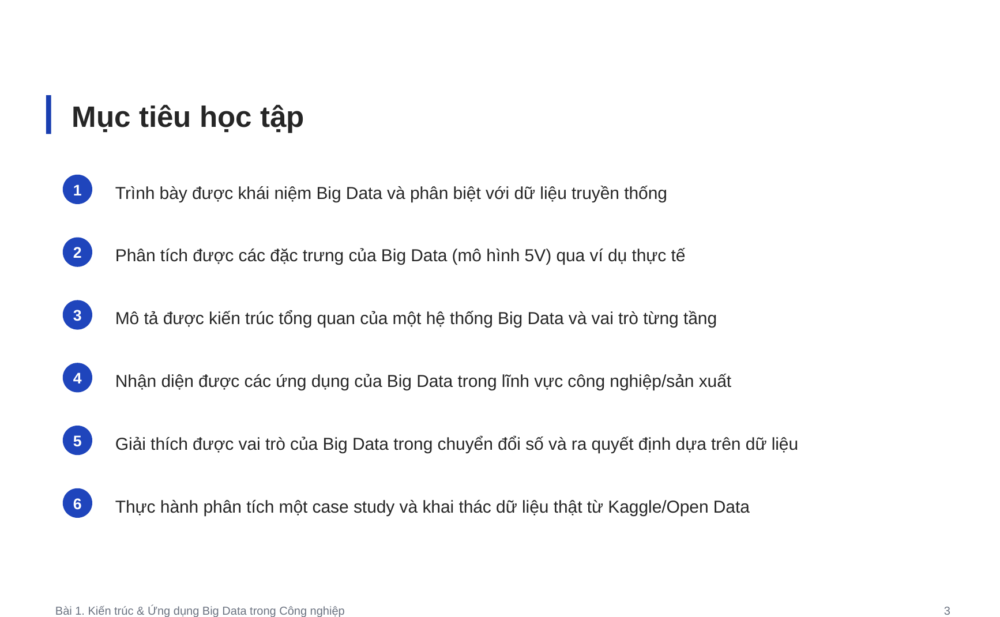 Mục tiêu học tập
1 Trình bày được khái niệm Big Data và phân biệt với dữ liệu truyền thống
2 Phân tích được các đặc trưng của Big Data (mô hình 5V) qua ví dụ thực tế
3 Mô tả được kiến trúc tổng quan của một hệ thống Big Data và vai trò từng tầng
4 Nhận diện được các ứng dụng của Big Data trong lĩnh vực công nghiệp/sản xuất
5 Giải thích được vai trò của Big Data trong chuyển đổi số và ra quyết định dựa trên dữ liệu
6 Thực hành phân tích một case study và khai thác dữ liệu thật từ Kaggle/Open Data
Bài 1. Kiến trúc & Ứng dụng Big Data trong Công nghiệp 3